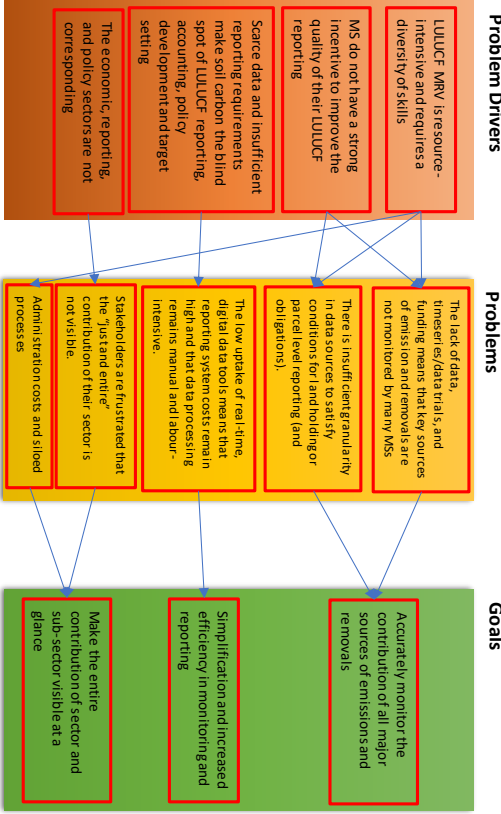 Problem Drivers
LULUCF MRV is resource-
intensive and requires a
diversity of skills
MS do not have a strong
incentive to improve the
quality of their LULUCF
reporting
Scarce data and insufficient
reporting requirements
make soil carbon the blind
spot of LULUCF reporting,
accounting, policy
development and target
setting
The economic, reporting,
and policy sectors are not
corresponding
Problems
The lack of data,
timeseries/data trials, and
funding means that key sources
of emission and removals are
not monitored by many MSs
There is insufficient granularity
in data sources to satisfy
conditions for land holding or
parcel level reporting (and
obligations).
The low uptake of real-time,
digital data tools means that
reporting system costs remain
high and that data processing
remains manual and labour-
intensive.
Stakeholders are frustrated that
the "just and entire"
contribution of their sector is
not visible.
Administration costs and siloed
processes
Goals
Accurately monitor the
contribution of all major
sources of emissions and
removals
Simplification and increased
efficiency in monitoring and
reporting
Make the entire
contribution of sector and
sub-sector visible at a
glance